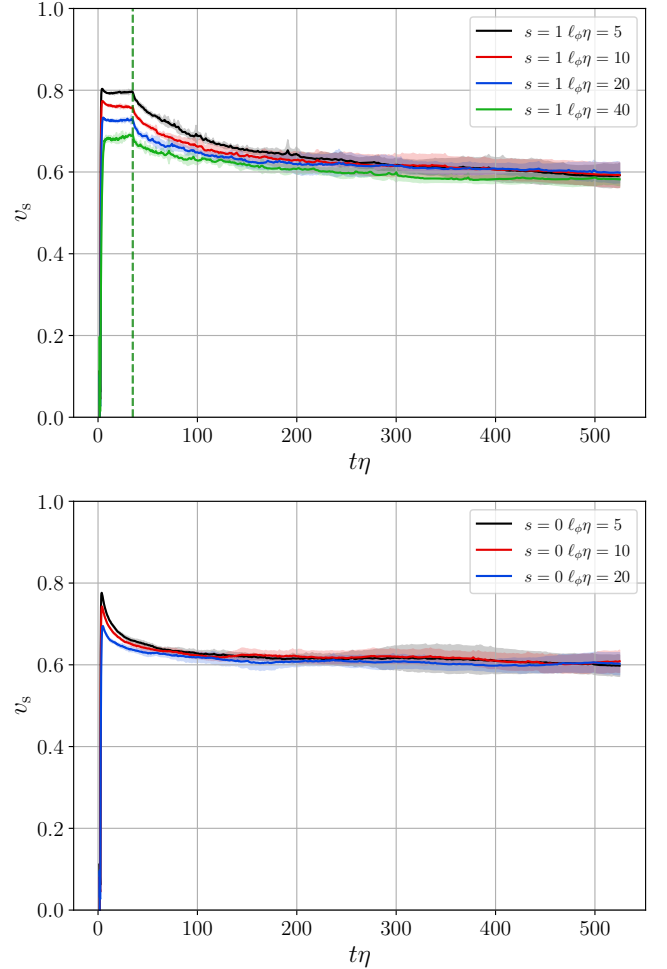 1.0
0.8
0.6
0.4
0.2
0.0
v_s
s = 1 ℓ_ϕη = 5
s = 1 ℓ_ϕη = 10
s = 1 ℓ_ϕη = 20
s = 1 ℓ_ϕη = 40
0 100 200 300 400 500
tη
1.0
0.8
0.6
0.4
0.2
0.0
v_s
s = 0 ℓ_ϕη = 5
s = 0 ℓ_ϕη = 10
s = 0 ℓ_ϕη = 20
0 100 200 300 400 500
tη